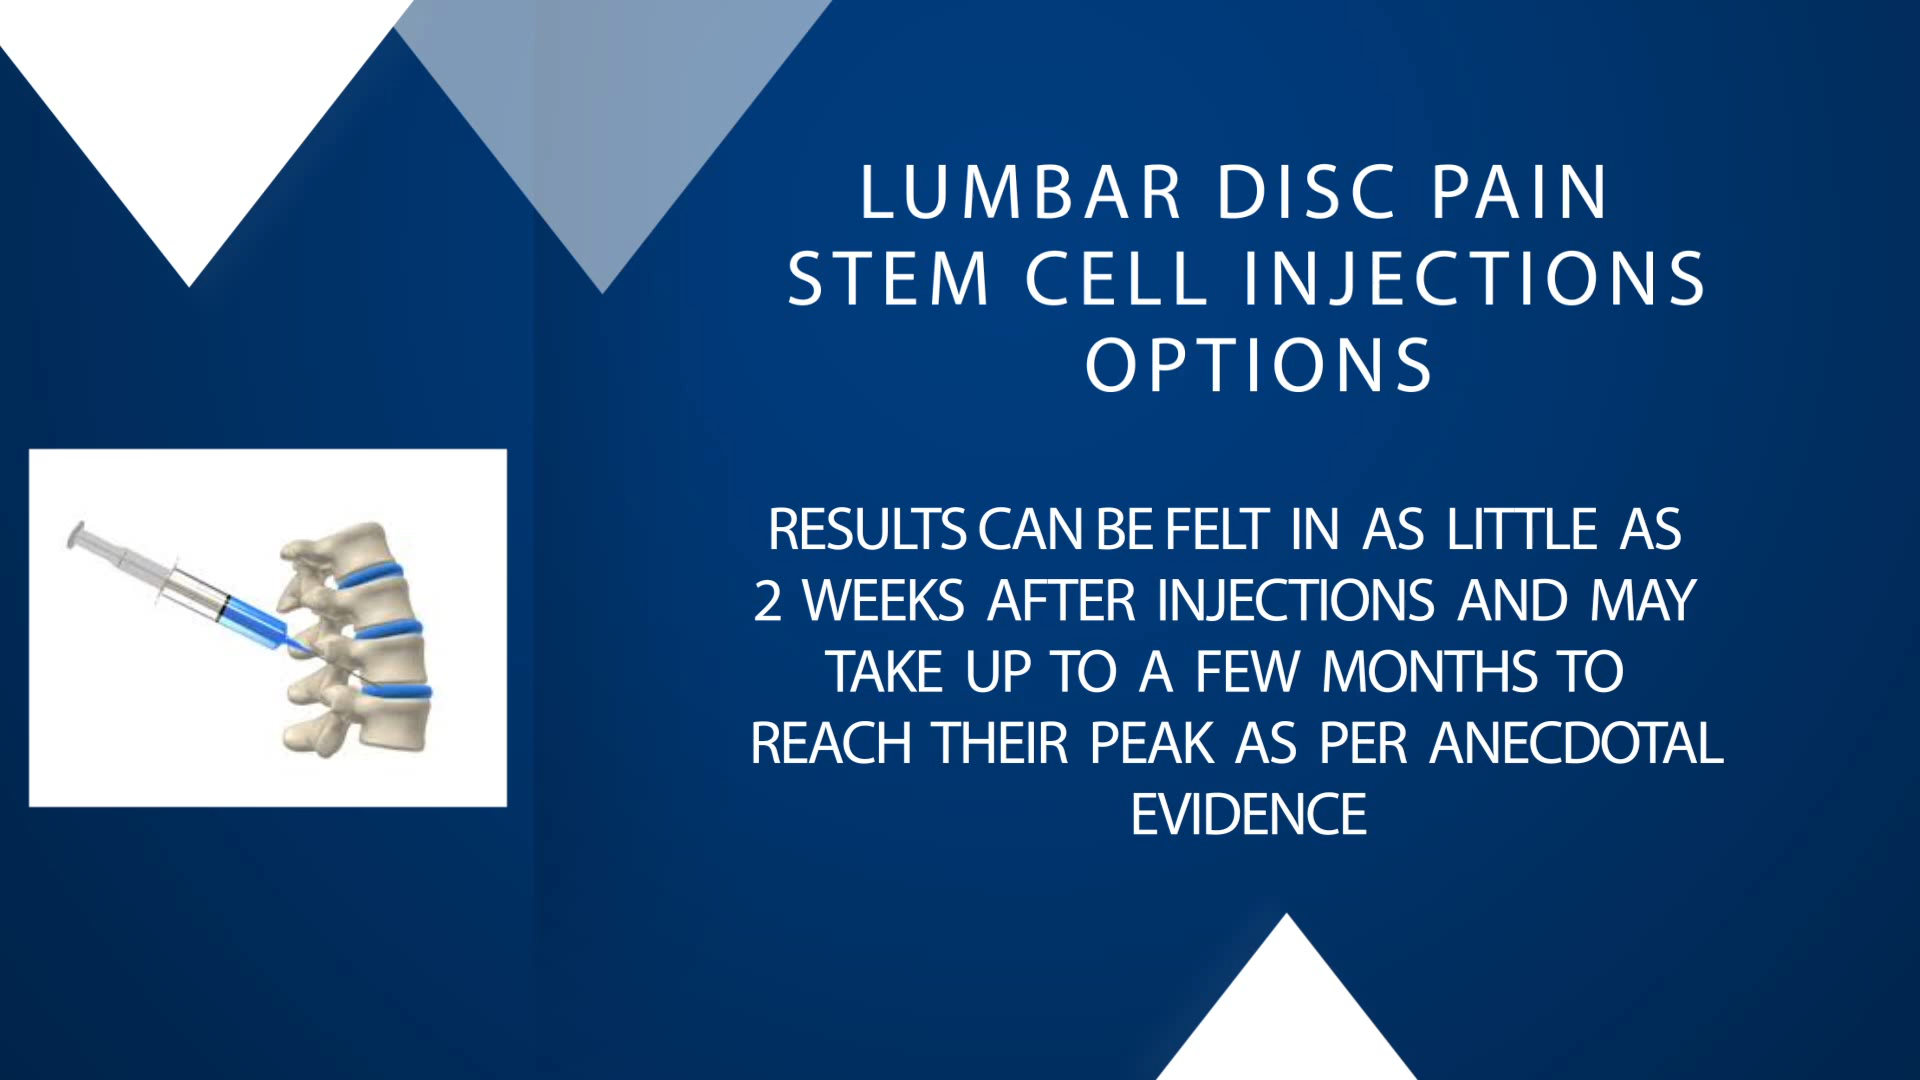 LUMBAR DISC PAIN
STEM CELL INJECTIONS
OPTIONS
RESULTS CAN BE FELT IN AS LITTLE AS
2 WEEKS AFTER INJECTIONS AND MAY
TAKE UP TO A FEW MONTHS TO
REACH THEIR PEAK AS PER ANECDOTAL
EVIDENCE